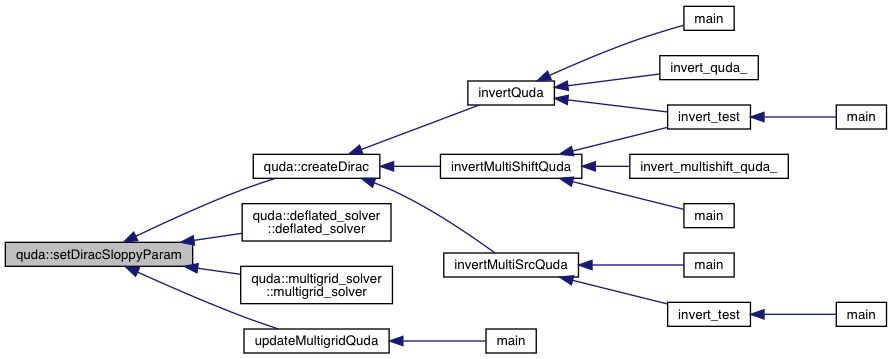 main
invert_quda_
invertQuda
invert_test
main
quda::createDirac
invertMultiShiftQuda
invert_multishift_quda_
main
quda::deflated_solver
::deflated_solver
quda::setDiracSloppyParam
invertMultiSrcQuda
main
quda::multigrid_solver
::multigrid_solver
invert_test
main
updateMultigridQuda
main